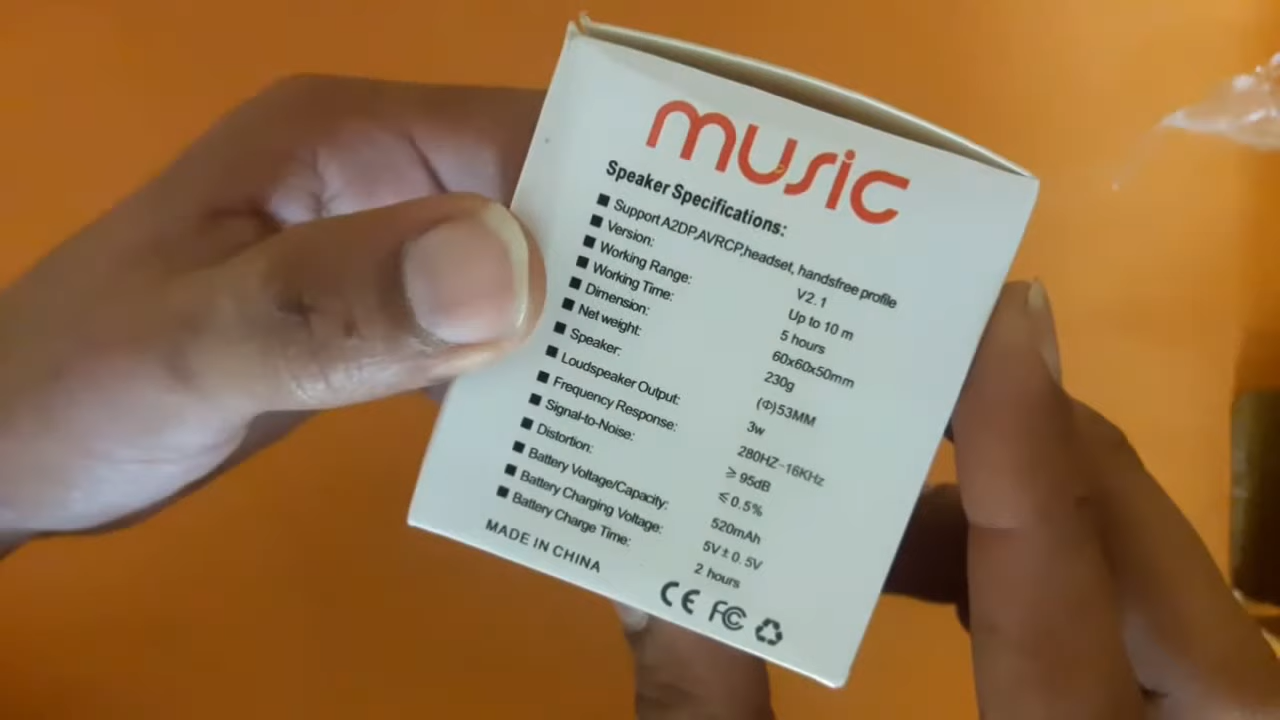 music
Speaker Specifications:
■ Support A2DP,AVRCP,headset, handsfree profile
■ Version: V2.1
■ Working Range: Up to 10 m
■ Working Time: 5 hours
■ Dimension: 60x60x50mm
■ Net weight: 230g
■ Speaker: (Φ)53MM
■ Loudspeaker Output: 3w
■ Frequency Response: 280HZ-16KHz
■ Signal-to-Noise: ≥95dB
■ Distortion: ≤0.5%
■ Battery Voltage/Capacity: 520mAh
■ Battery Charging Voltage: 5V±0.5V
■ Battery Charge Time: 2 hours
MADE IN CHINA
CE FC